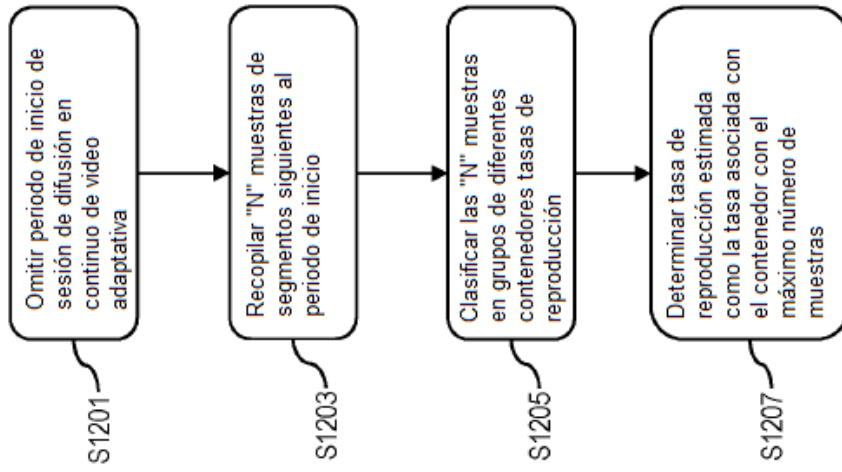 Omitir periodo de inicio de
sesión de difusión en
continuo de video
adaptativa
S1201
Recopilar "N" muestras de
segmentos siguientes al
periodo de inicio
S1203
Clasificar las "N" muestras
en grupos de diferentes
contenedores tasas de
reproducción
S1205
Determinar tasa de
reproducción estimada
como la tasa asociada con
el contenedor con el
máximo número de
muestras
S1207